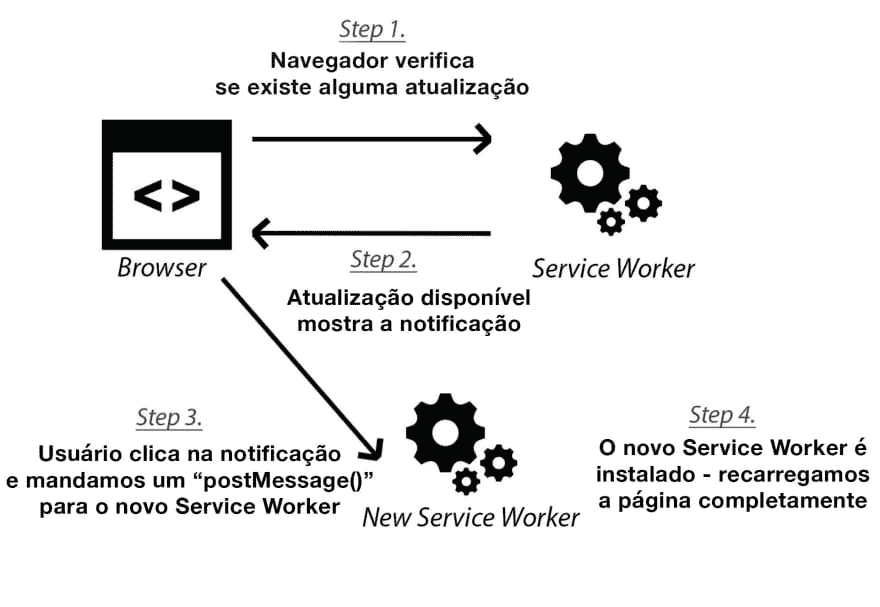 Step 1.
Navegador verifica
se existe alguma atualização
< >
Browser
Service Worker
Step 2.
Atualização disponível
mostra a notificação
Step 3.
Usuário clica na notificação
e mandamos um “postMessage()”
para o novo Service Worker
New Service Worker
Step 4.
O novo Service Worker é
instalado - recarregamos
a página completamente